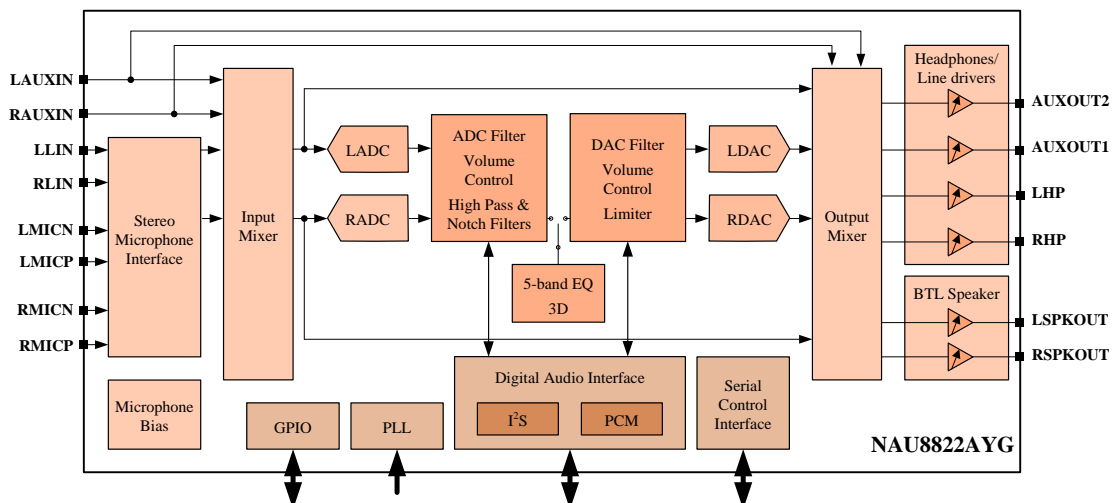 LAUXIN
RAUXIN
LLIN
RLIN
LMICN
LMICP
RMICN
RMICP
Stereo
Microphone
Interface
Microphone
Bias
Input
Mixer
LADC
RADC
ADC Filter
Volume
Control
High Pass &
Notch Filters
DAC Filter
Volume
Control
Limiter
5-band EQ
3D
LDAC
RDAC
Output
Mixer
Headphones/
Line drivers
BTL Speaker
AUXOUT2
AUXOUT1
LHP
RHP
LSPKOUT
RSPKOUT
GPIO
PLL
Digital Audio Interface
I²S
PCM
Serial
Control
Interface
NAU8822AYG